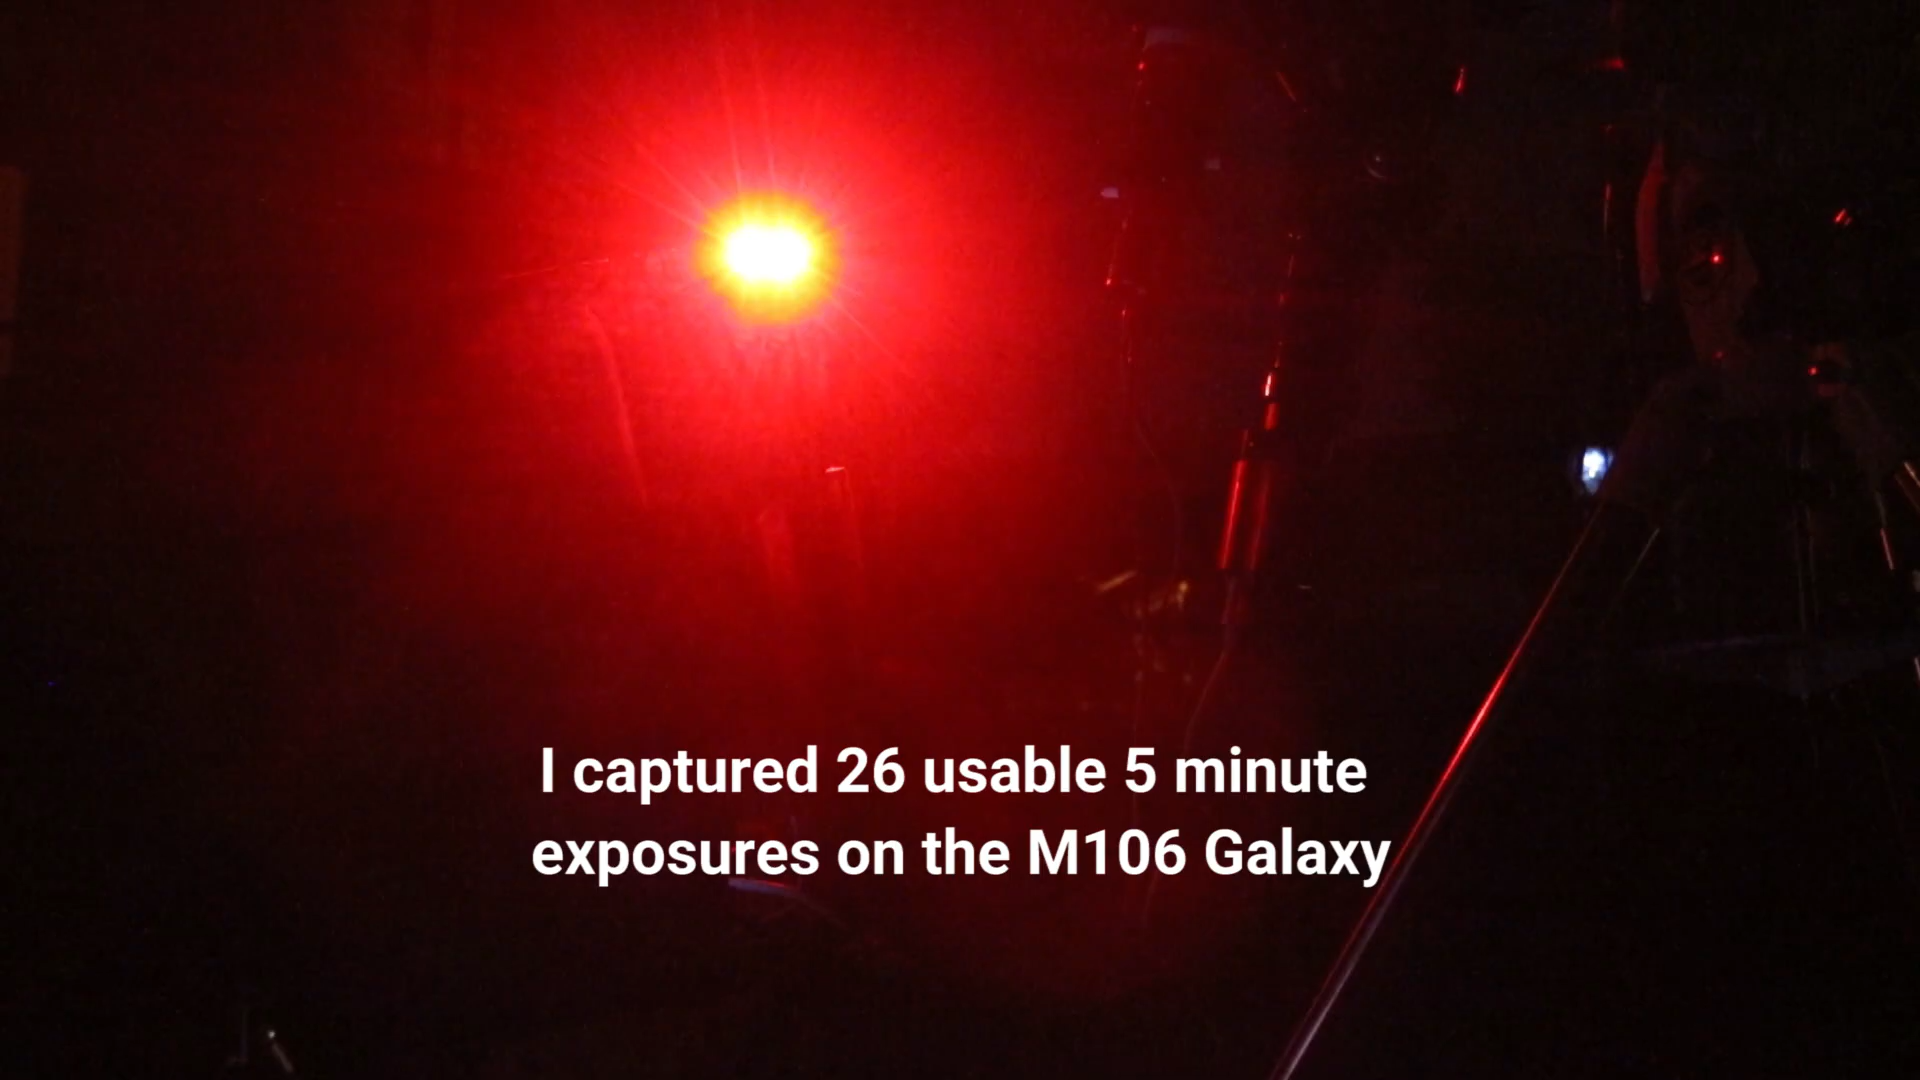 I captured 26 usable 5 minute
exposures on the M106 Galaxy